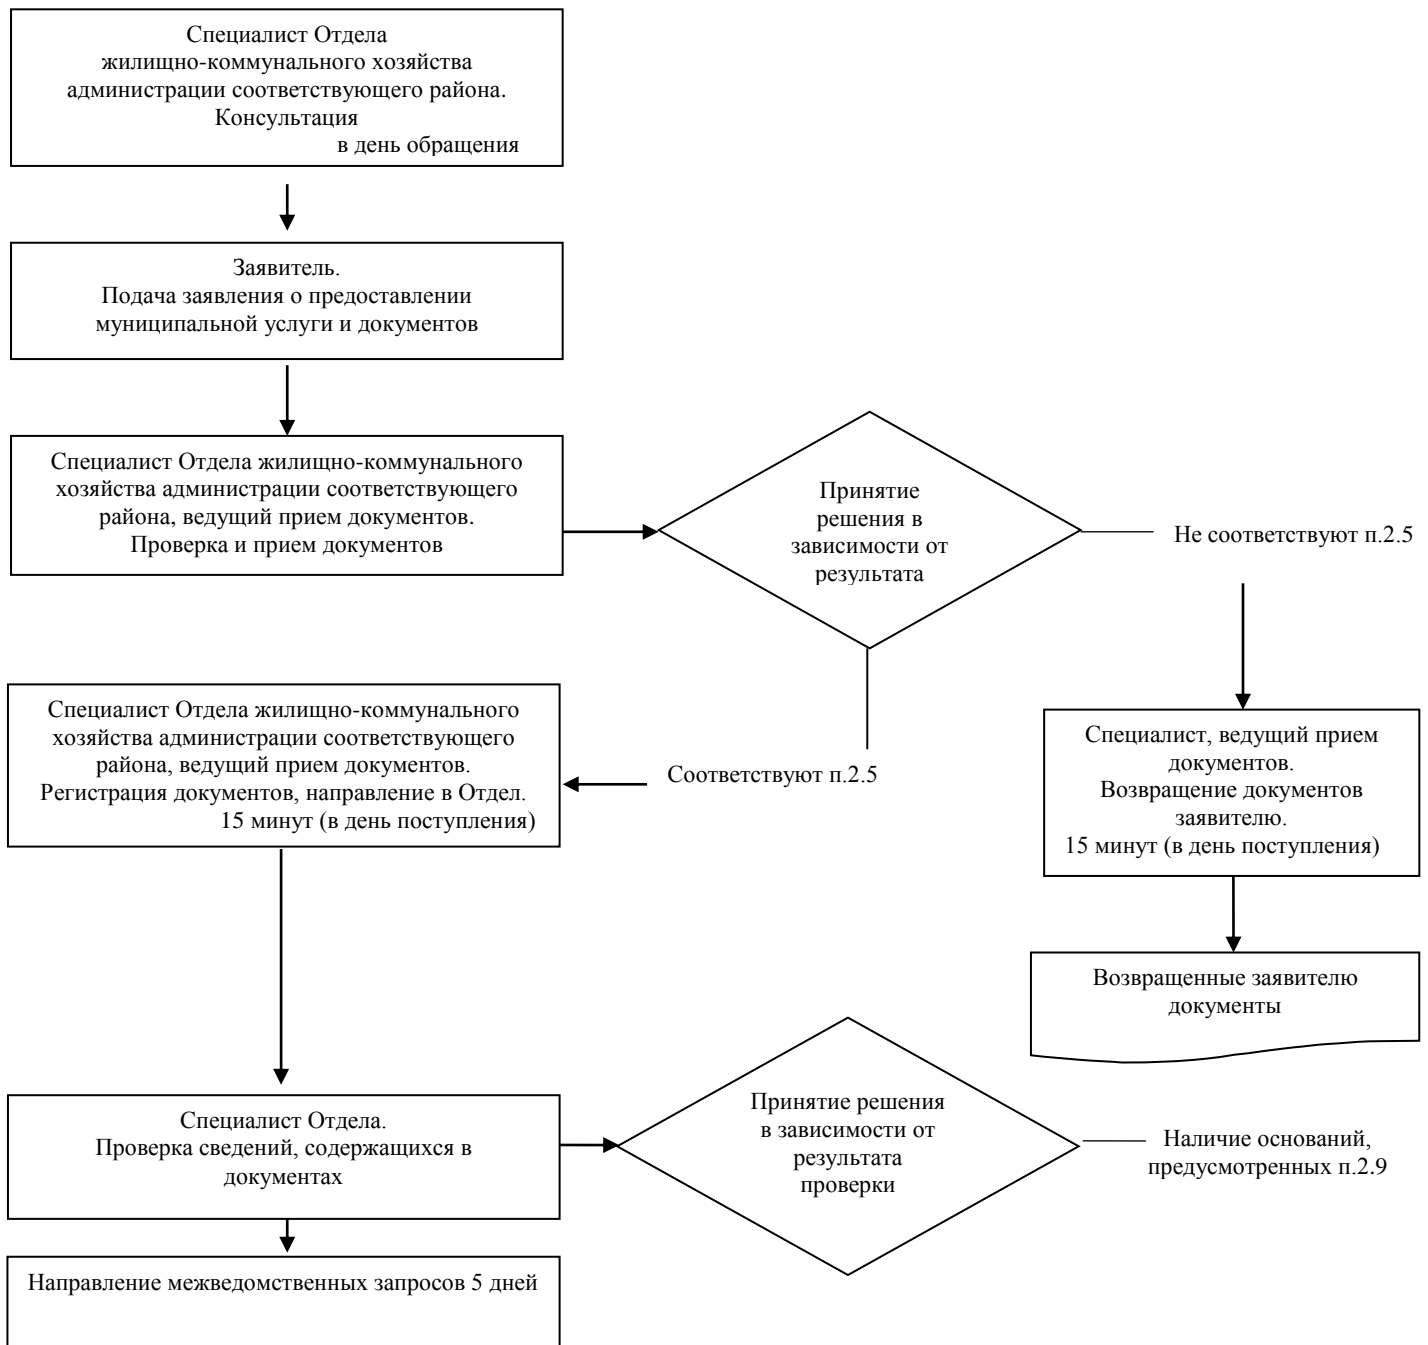 Специалист Отдела
жилищно-коммунального хозяйства
администрации соответствующего района.
Консультация
в день обращения
Заявитель.
Подача заявления о предоставлении
муниципальной услуги и документов
Специалист Отдела жилищно-коммунального
хозяйства администрации соответствующего
района, ведущий прием документов.
Проверка и прием документов
Принятие
решения в
зависимости от
результата
Не соответствуют п.2.5
Специалист Отдела жилищно-коммунального
хозяйства администрации соответствующего
района, ведущий прием документов.
Регистрация документов, направление в Отдел.
15 минут (в день поступления)
Соответствуют п.2.5
Специалист, ведущий прием
документов.
Возвращение документов
заявителю.
15 минут (в день поступления)
Возвращенные заявителю
документы
Специалист Отдела.
Проверка сведений, содержащихся в
документах
Принятие решения
в зависимости от
результата
проверки
Наличие оснований,
предусмотренных п.2.9
Направление межведомственных запросов 5 дней